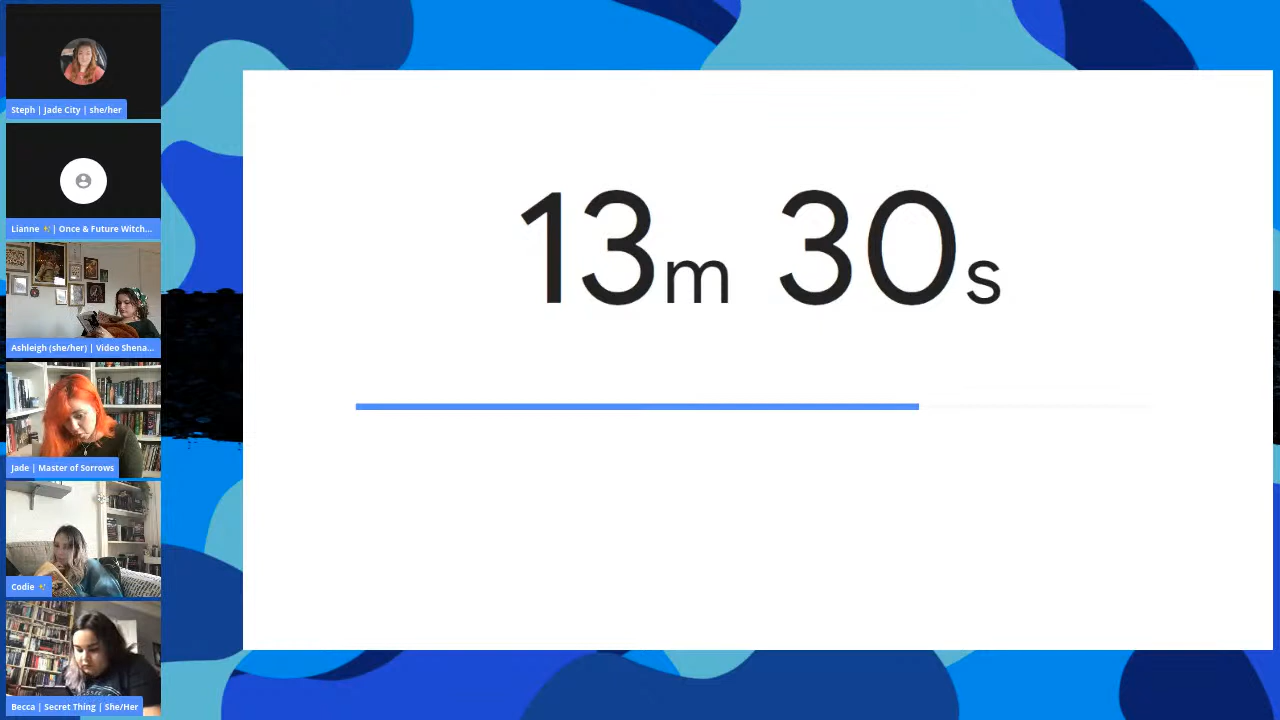 Steph | Jade City | she/her
Lianne ✨ | Once & Future Witch...
Ashleigh (she/her) | Video Shena...
Jade | Master of Sorrows
Codie ✨
Becca | Secret Thing | She/Her
13m 30s